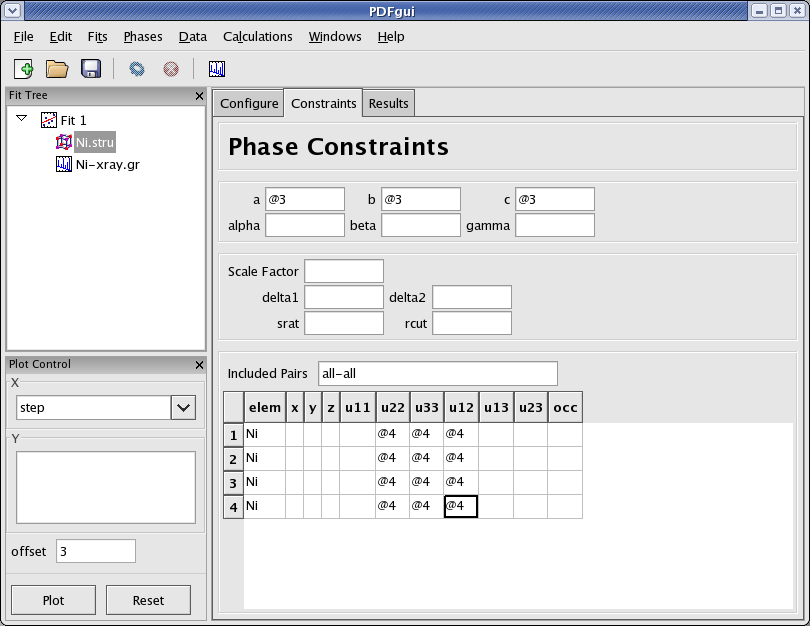 PDFgui
File Edit Fits Phases Data Calculations Windows Help
Fit Tree
Fit 1
Ni.stru
Ni-xray.gr
Plot Control
X
step
Y
offset 3
Plot Reset
Configure Constraints Results
Phase Constraints
a @3 b @3 c @3
alpha beta gamma
Scale Factor
delta1 delta2
srat rcut
Included Pairs all-all
elem x y z u11 u22 u33 u12 u13 u23 occ
1 Ni @4 @4 @4
2 Ni @4 @4 @4
3 Ni @4 @4 @4
4 Ni @4 @4 @4